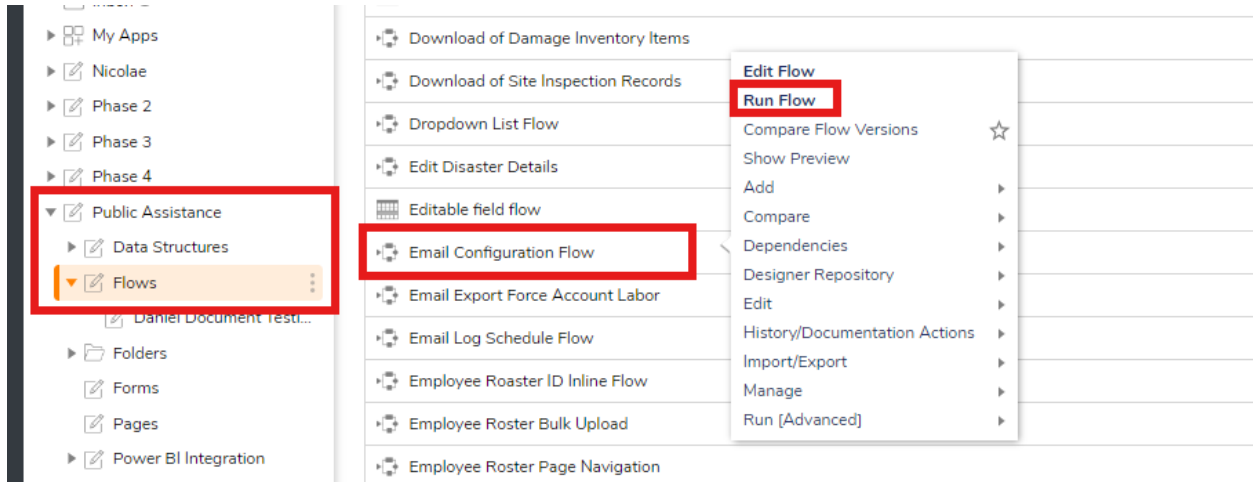 My Apps
Nicolae
Phase 2
Phase 3
Phase 4
Public Assistance
Data Structures
Flows
Daniel Document Testi...
Folders
Forms
Pages
Power BI Integration
Download of Damage Inventory Items
Download of Site Inspection Records
Dropdown List Flow
Edit Disaster Details
Editable field flow
Email Configuration Flow
Email Export Force Account Labor
Email Log Schedule Flow
Employee Roaster ID Inline Flow
Employee Roster Bulk Upload
Employee Roster Page Navigation
Edit Flow
Run Flow
Compare Flow Versions
Show Preview
Add
Compare
Dependencies
Designer Repository
Edit
History/Documentation Actions
Import/Export
Manage
Run [Advanced]